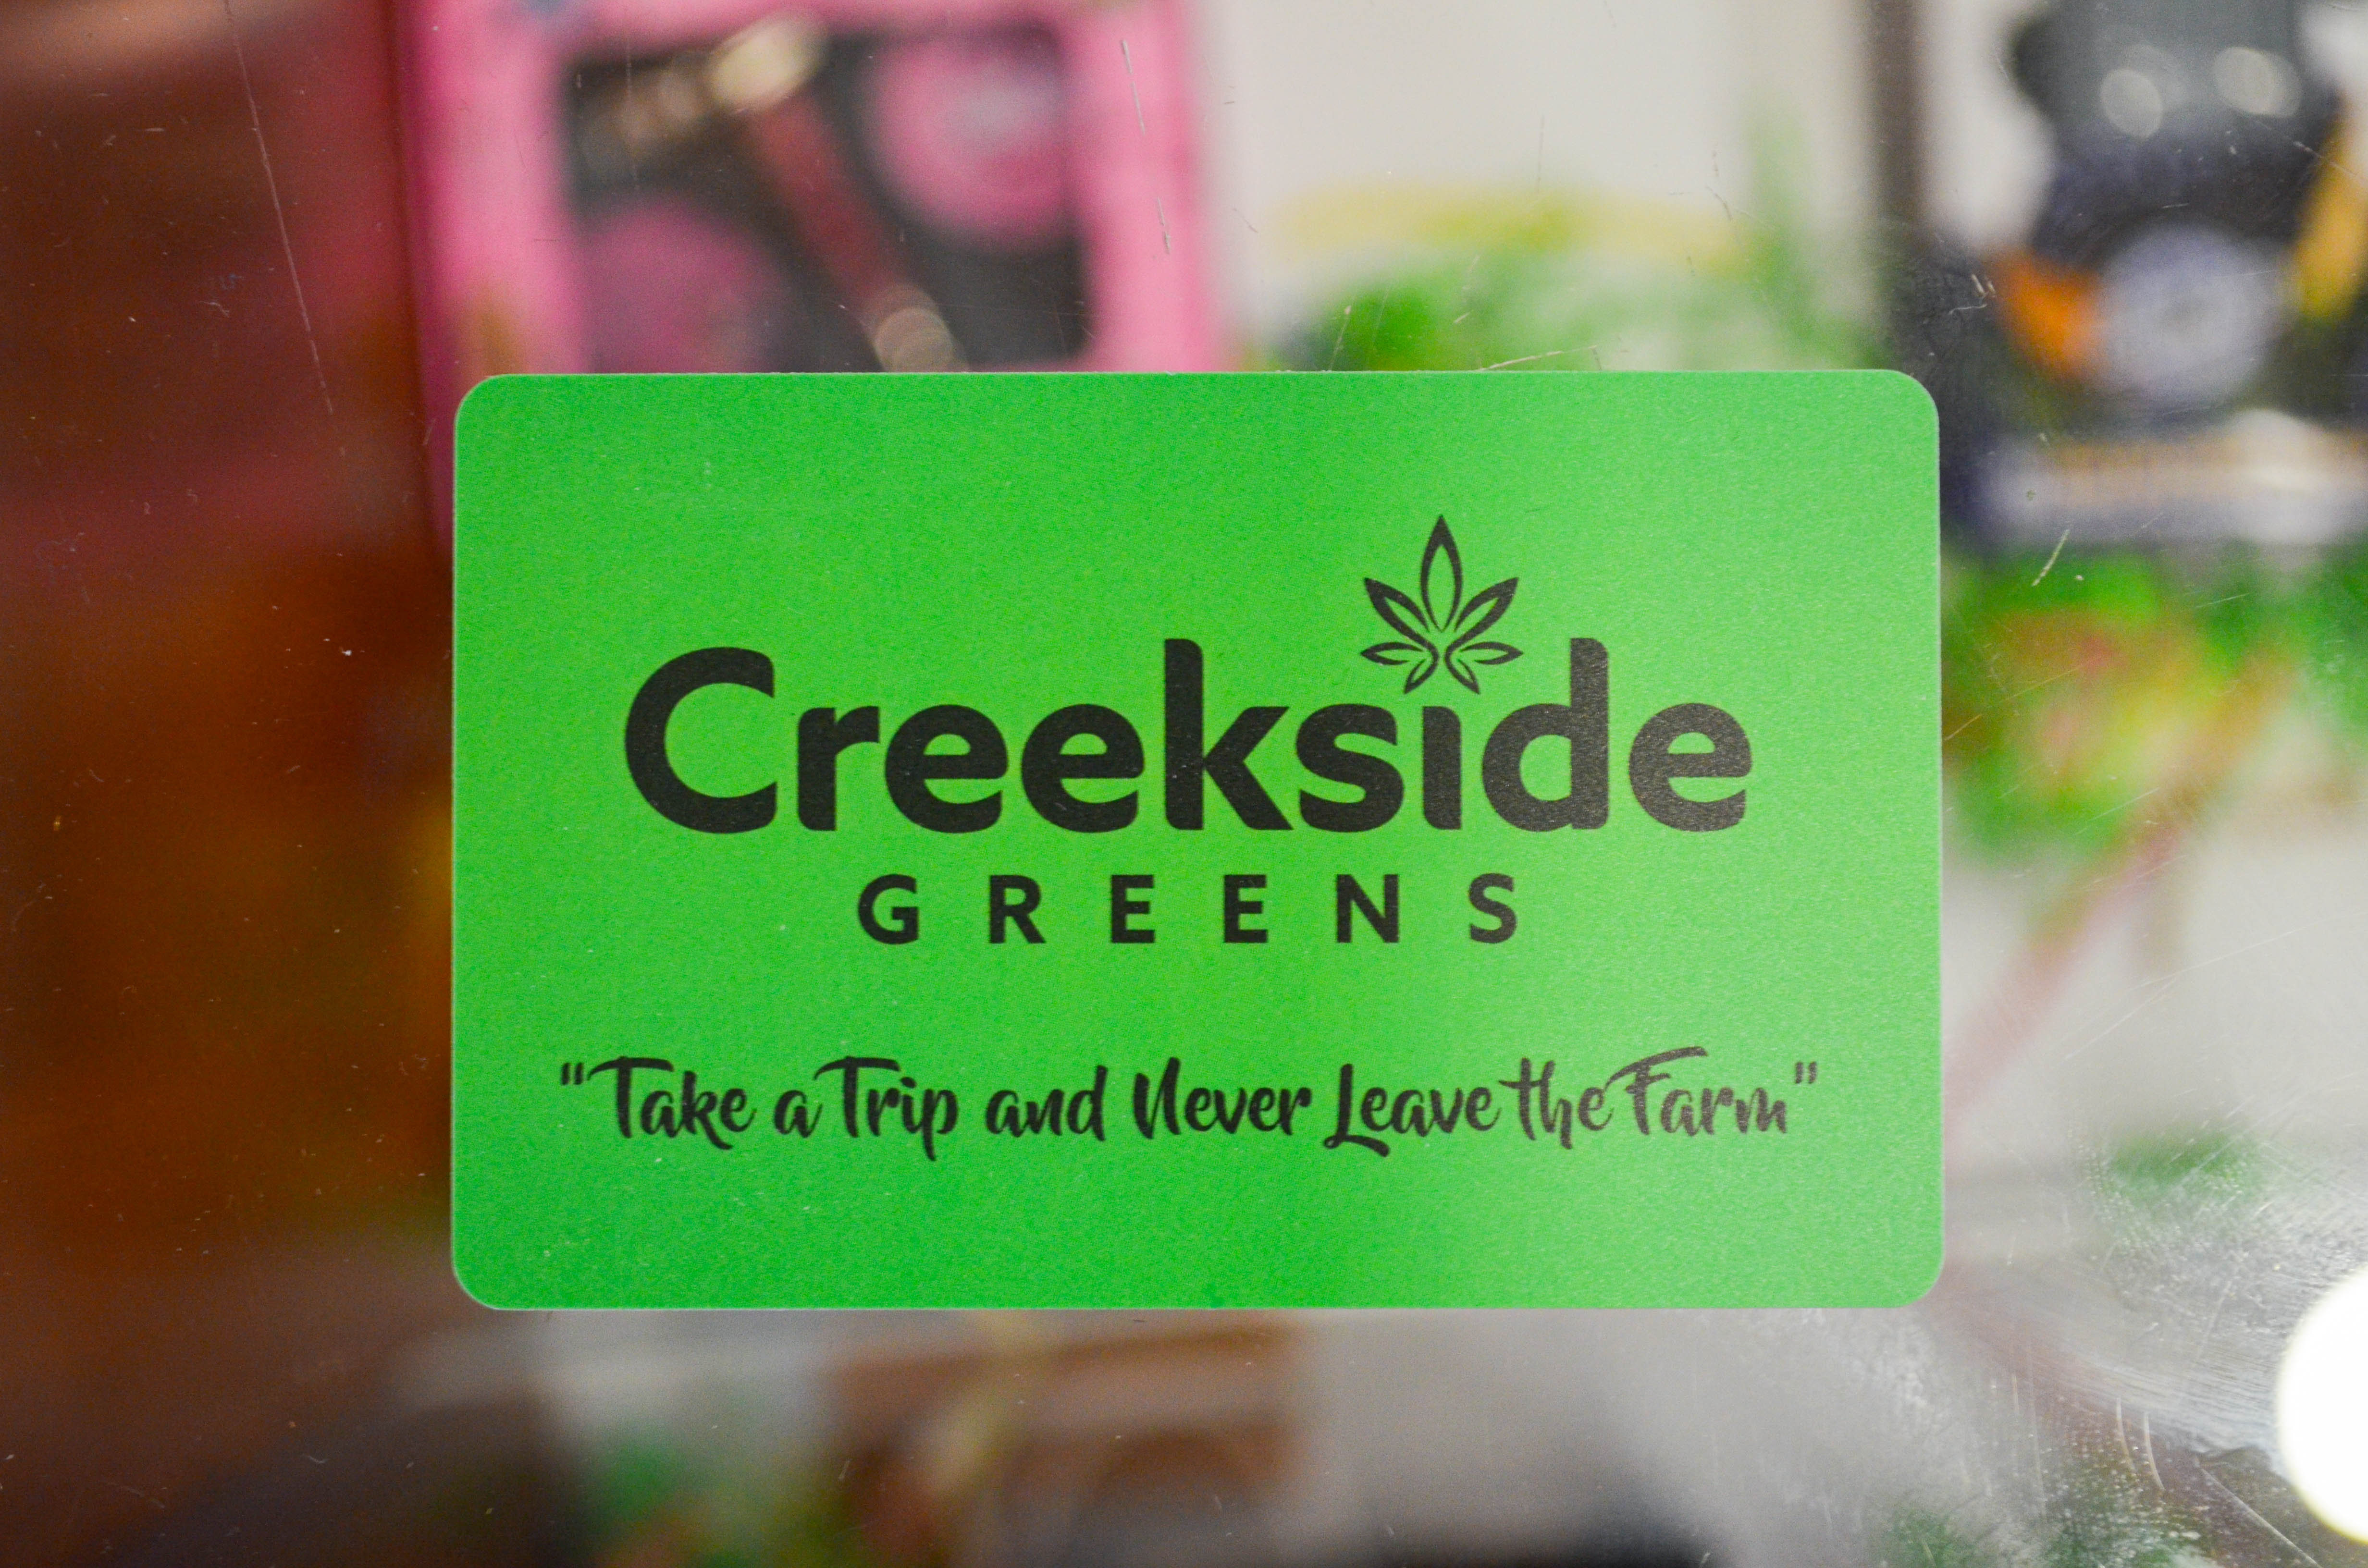 Creekside
GREENS
"Take a Trip and Never Leave the Farm"